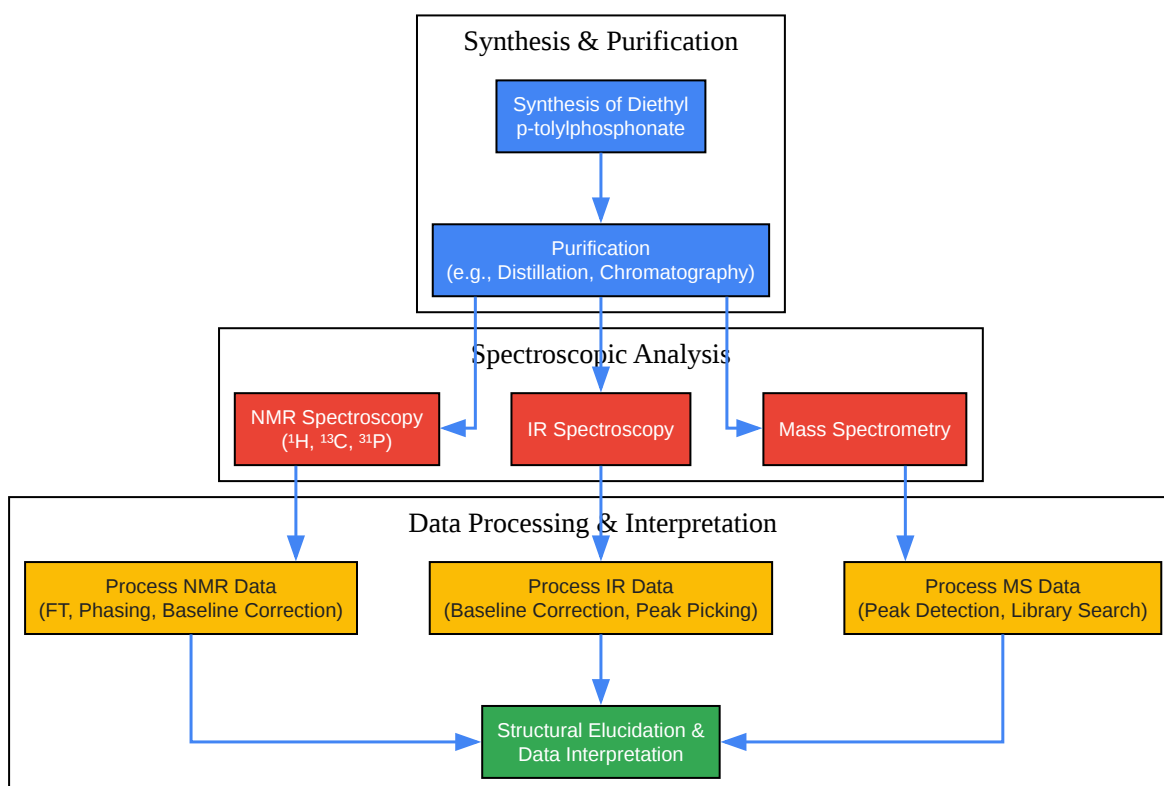 Synthesis & Purification
Synthesis of Diethyl
p-tolylphosphonate
Purification
(e.g., Distillation, Chromatography)
Spectroscopic Analysis
NMR Spectroscopy
(¹H, ¹³C, ³¹P)
IR Spectroscopy
Mass Spectrometry
Data Processing & Interpretation
Process NMR Data
(FT, Phasing, Baseline Correction)
Process IR Data
(Baseline Correction, Peak Picking)
Process MS Data
(Peak Detection, Library Search)
Structural Elucidation &
Data Interpretation